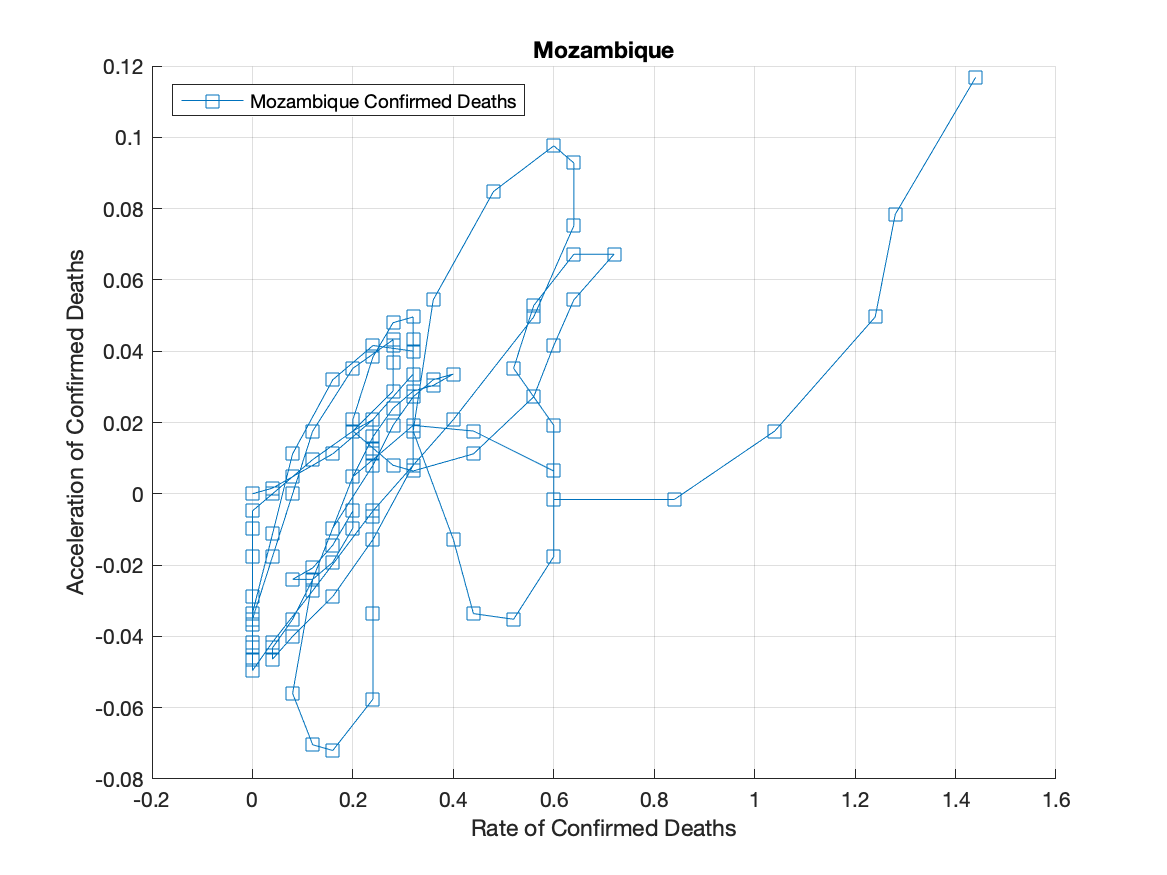 Mozambique
0.12
Mozambique Confirmed Deaths
0.1
0.08
0.06
0.04
0.02
0
-0.02
-0.04
-0.06
-0.08
Acceleration of Confirmed Deaths
-0.2 0 0.2 0.4 0.6 0.8 1 1.2 1.4 1.6
Rate of Confirmed Deaths